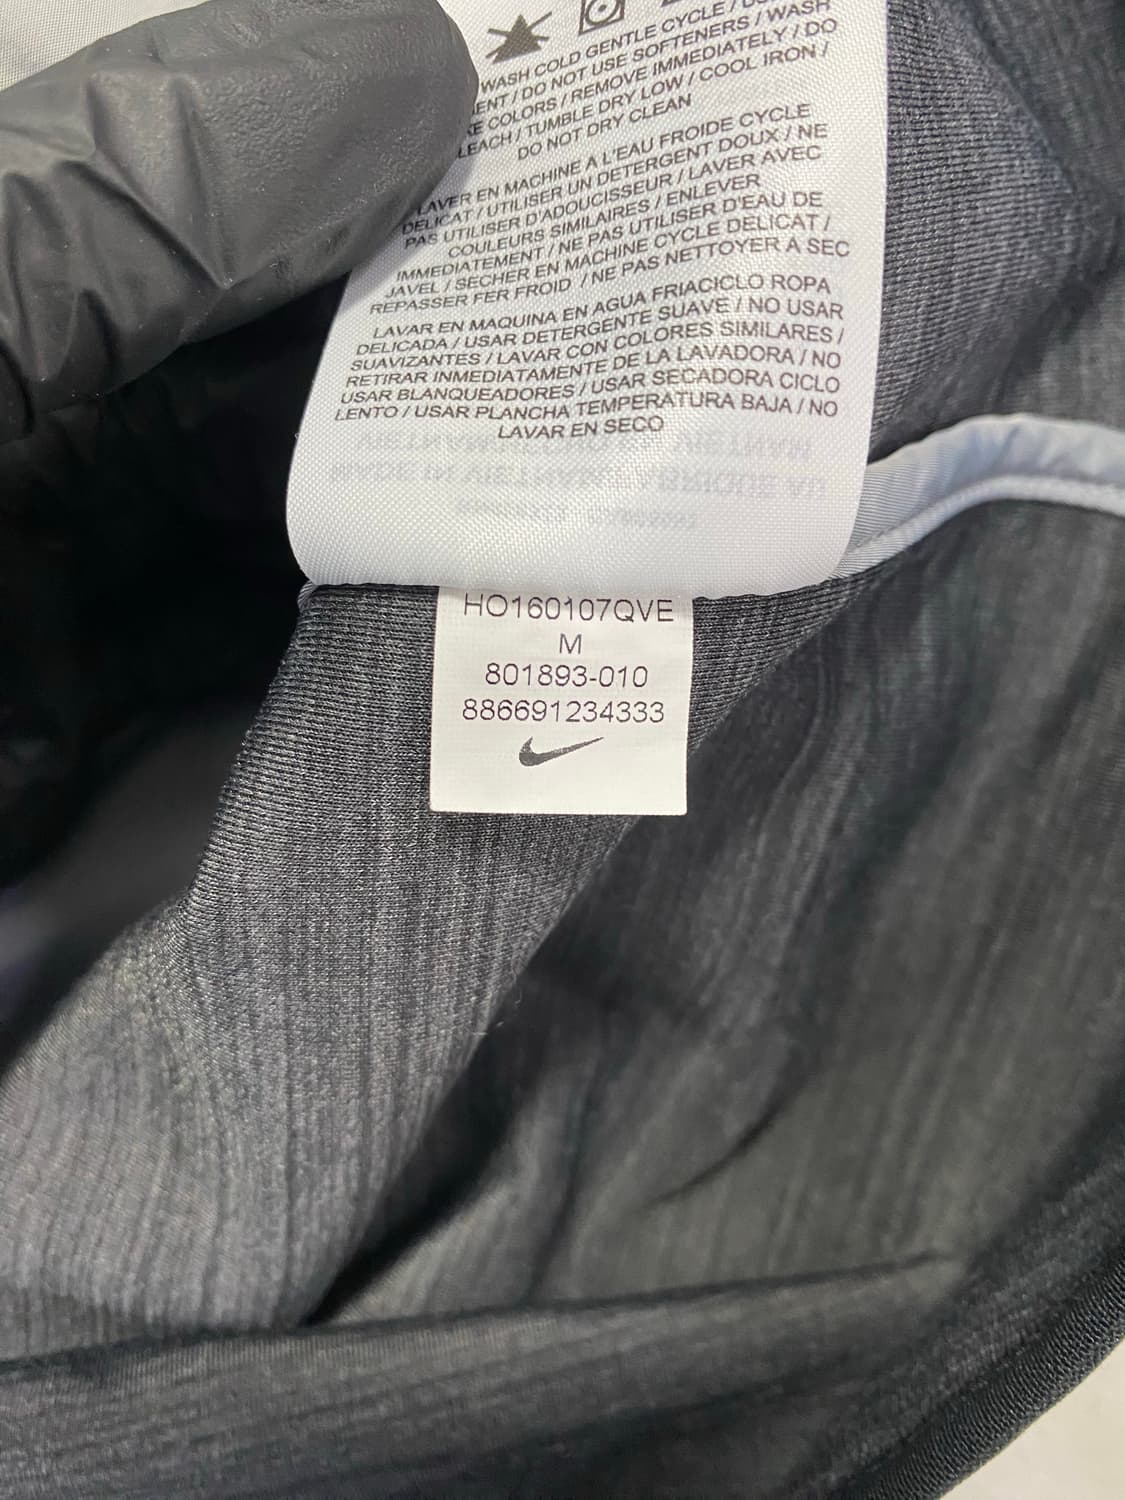 WASH COLD GENTLE CYCLE /
/ DO NOT USE SOFTENERS / WASH
COLORS / REMOVE IMMEDIATELY / DO
/ TUMBLE DRY LOW / COOL IRON /
DO NOT DRY CLEAN
LAVER EN MACHINE A L'EAU FROIDE CYCLE
DELICAT / UTILISER UN DETERGENT DOUX / NE
PAS UTILISER D'ADOUCISSEUR / LAVER AVEC
COULEURS SIMILAIRES / ENLEVER
IMMEDIATEMENT / NE PAS UTILISER D'EAU DE
JAVEL / SECHER EN MACHINE CYCLE DELICAT /
REPASSER FER FROID / NE PAS NETTOYER A SEC
LAVAR EN MAQUINA EN AGUA FRIACICLO ROPA
DELICADA / USAR DETERGENTE SUAVE / NO USAR
SUAVIZANTES / LAVAR CON COLORES SIMILARES /
RETIRAR INMEDIATAMENTE DE LA LAVADORA / NO
USAR BLANQUEADORES / USAR SECADORA CICLO
LENTO / USAR PLANCHA TEMPERATURA BAJA / NO
LAVAR EN SECO
HO160107QVE
M
801893-010
886691234333